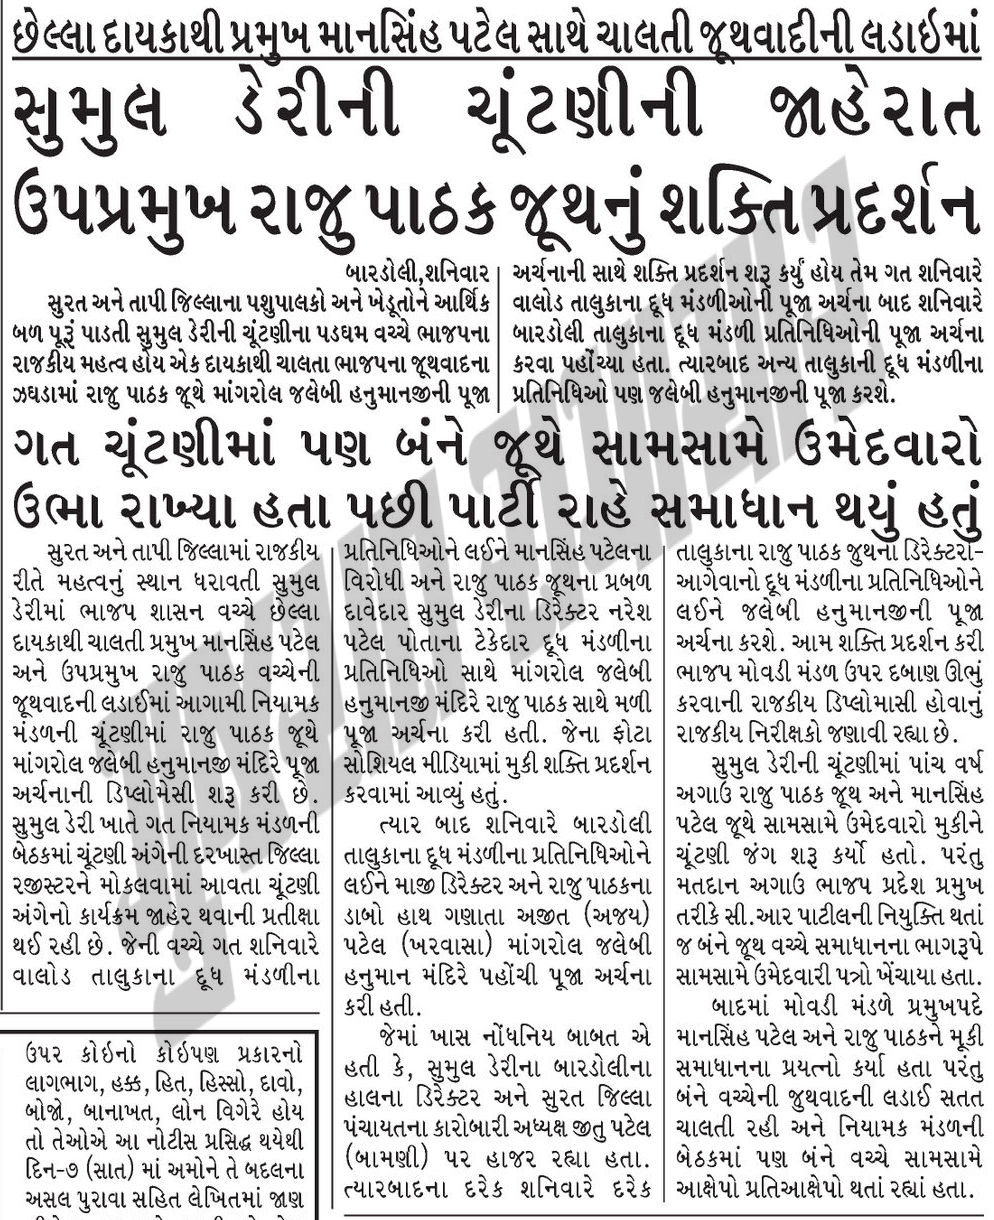 છેલ્લા દાયકાથી પ્રમુખ માનસિંહ પટેલ સાથે ચાલતી જૂથવાદીની લડાઇમાં
સુમુલ ડેરીની ચૂંટણીની જાહેરાત
ઉપપ્રમુખ રાજુ પાઠક જૂથનું શક્તિ પ્રદર્શન
બારડોલી,શનિવાર
સુરત અને તાપી જિલ્લાના પશુપાલકો અને ખેડૂતોને આર્થિક
બળ પૂરૂં પાડતી સુમુલ ડેરીની ચૂંટણીના પડઘમ વચ્ચે ભાજપના
રાજકીય મહત્વ હોય એક દાયકાથી ચાલતા ભાજપના જૂથવાદના
ઝઘડામાં રાજુ પાઠક જૂથે માંગરોલ જલેબી હનુમાનજીની પૂજા
અર્ચનાની સાથે શક્તિ પ્રદર્શન શરૂ કર્યું હોય તેમ ગત શનિવારે
વાલોડ તાલુકાના દૂધ મંડળીઓની પૂજા અર્ચના બાદ શનિવારે
બારડોલી તાલુકાના દૂધ મંડળી પ્રતિનિધિઓની પૂજા અર્ચના
કરવા પહોંચ્યા હતા. ત્યારબાદ અન્ય તાલુકાની દૂધ મંડળીના
પ્રતિનિધિઓ પણ જલેબી હનુમાનજીની પૂજા કરશે.
ગત ચૂંટણીમાં પણ બંને જૂથે સામસામે ઉમેદવારો
ઉભા રાખ્યા હતા પછી પાર્ટી રાહે સમાધાન થયું હતું
સુરત અને તાપી જિલ્લામાં રાજકીય
રીતે મહત્વનું સ્થાન ધરાવતી સુમુલ
ડેરીમાં ભાજપ શાસન વચ્ચે છેલ્લા
દાયકાથી ચાલતી પ્રમુખ માનસિંહ પટેલ
અને ઉપપ્રમુખ રાજુ પાઠક વચ્ચેની
જૂથવાદની લડાઈમાં આગામી નિયામક
મંડળની ચૂંટણીમાં રાજુ પાઠક જૂથે
માંગરોલ જલેબી હનુમાનજી મંદિરે પૂજા
અર્ચનાની ડિપ્લોમેસી શરૂ કરી છે.
સુમુલ ડેરી ખાતે ગત નિયામક મંડળની
બેઠકમાં ચૂંટણી અંગેની દરખાસ્ત જિલ્લા
રજીસ્ટરને મોકલવામાં આવતા ચૂંટણી
અંગેનો કાર્યક્રમ જાહેર થવાની પ્રતીક્ષા
થઈ રહી છે. જેની વચ્ચે ગત શનિવારે
વાલોડ તાલુકાના દૂધ મંડળીના
પ્રતિનિધિઓને લઈને માનસિંહ પટેલના
વિરોધી અને રાજુ પાઠક જૂથના પ્રબળ
દાવેદાર સુમુલ ડેરીના ડિરેક્ટર નરેશ
પટેલ પોતાના ટેકેદાર દૂધ મંડળીના
પ્રતિનિધિઓ સાથે માંગરોલ જલેબી
હનુમાનજી મંદિરે રાજુ પાઠક સાથે મળી
પૂજા અર્ચના કરી હતી. જેના ફોટા
સોશિયલ મીડિયામાં મુકી શક્તિ પ્રદર્શન
કરવામાં આવ્યું હતું.
ત્યાર બાદ શનિવારે બારડોલી
તાલુકાના દૂધ મંડળીના પ્રતિનિધિઓને
લઈને માજી ડિરેક્ટર અને રાજુ પાઠકના
ડાબો હાથ ગણાતા અજીત (અજય)
પટેલ (ખરવાસા) માંગરોલ જલેબી
હનુમાન મંદિરે પહોંચી પૂજા અર્ચના
કરી હતી.
જેમાં ખાસ નોંધનિય બાબત એ
હતી કે, સુમુલ ડેરીના બારડોલીના
હાલના ડિરેક્ટર અને સુરત જિલ્લા
પંચાયતના કારોબારી અધ્યક્ષ જીતુ પટેલ
(બામણી) પર હાજર રહ્યા હતા.
ત્યારબાદના દરેક શનિવારે દરેક
તાલુકાના રાજુ પાઠક જુથના ડિરેક્ટરો-
આગેવાનો દૂધ મંડળીના પ્રતિનિધિઓને
લઈને જલેબી હનુમાનજીની પૂજા
અર્ચના કરશે. આમ શક્તિ પ્રદર્શન કરી
ભાજપ મોવડી મંડળ ઉપર દબાણ ઊભું
કરવાની રાજકીય ડિપ્લોમાસી હોવાનું
રાજકીય નિરીક્ષકો જણાવી રહ્યા છે.
સુમુલ ડેરીની ચૂંટણીમાં પાંચ વર્ષ
અગાઉ રાજુ પાઠક જૂથ અને માનસિંહ
પટેલ જૂથે સામસામે ઉમેદવારો મુકીને
ચૂંટણી જંગ શરૂ કર્યો હતો. પરંતુ
મતદાન અગાઉ ભાજપ પ્રદેશ પ્રમુખ
તરીકે સી.આર પાટીલની નિયુક્તિ થતાં
જ બંને જૂથ વચ્ચે સમાધાનના ભાગરૂપે
સામસામે ઉમેદવારી પત્રો ખેંચાયા હતા.
બાદમાં મોવડી મંડળે પ્રમુખપદે
માનસિંહ પટેલ અને રાજુ પાઠકને મૂકી
સમાધાનના પ્રયત્નો કર્યા હતા પરંતુ
બંને વચ્ચેની જુથવાદની લડાઈ સતત
ચાલતી રહી અને નિયામક મંડળની
બેઠકમાં પણ બંને વચ્ચે સામસામે
આક્ષેપો પ્રતિઆક્ષેપો થતાં રહ્યાં હતા.
ઉપર કોઇનો કોઇપણ પ્રકારનો
લાગભાગ, હક્ક, હિત, હિસ્સો, દાવો,
બોજો, બાનાખત, લોન વિગેરે હોય
તો તેઓએ આ નોટીસ પ્રસિદ્ધ થયેથી
દિન-૭ (સાત) માં અમોને તે બદલના
અસલ પુરાવા સહિત લેખિતમાં જાણ